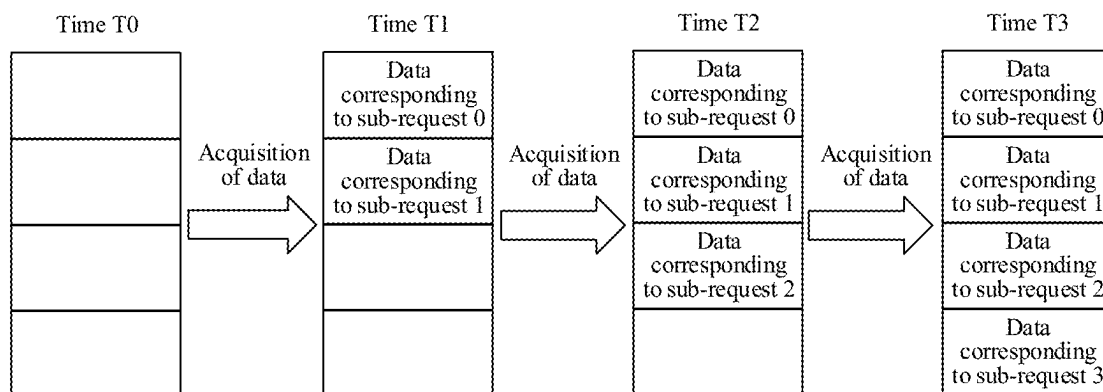 Time T0
Time T1
Time T2
Time T3
Acquisition
of data
Data
corresponding
to sub-request 0
Data
corresponding
to sub-request 1
Acquisition
of data
Data
corresponding
to sub-request 0
Data
corresponding
to sub-request 1
Data
corresponding
to sub-request 2
Acquisition
of data
Data
corresponding
to sub-request 0
Data
corresponding
to sub-request 1
Data
corresponding
to sub-request 2
Data
corresponding
to sub-request 3